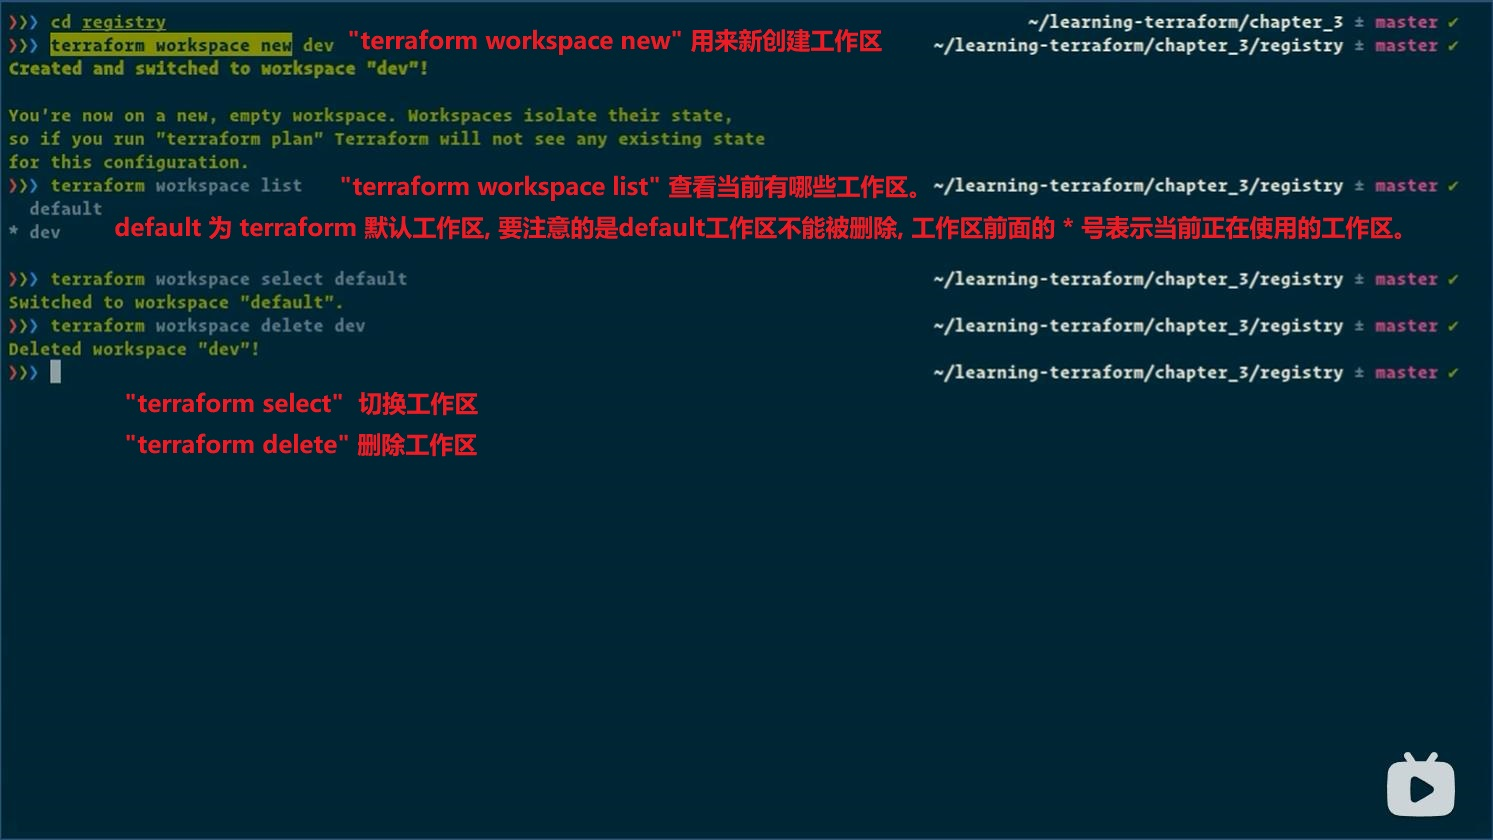 ❯❯❯ cd registry ~/learning-terraform/chapter_3 ± master ✔
❯❯❯ terraform workspace new dev "terraform workspace new" 用来新创建工作区 ~/learning-terraform/chapter_3/registry ± master ✔
Created and switched to workspace "dev"!
You're now on a new, empty workspace. Workspaces isolate their state,
so if you run "terraform plan" Terraform will not see any existing state
for this configuration.
❯❯❯ terraform workspace list "terraform workspace list" 查看当前有哪些工作区。 ~/learning-terraform/chapter_3/registry ± master ✔
default
* dev default 为 terraform 默认工作区, 要注意的是default工作区不能被删除, 工作区前面的 * 号表示当前正在使用的工作区。
❯❯❯ terraform workspace select default ~/learning-terraform/chapter_3/registry ± master ✔
Switched to workspace "default".
❯❯❯ terraform workspace delete dev ~/learning-terraform/chapter_3/registry ± master ✔
Deleted workspace "dev"!
❯❯❯ ~/learning-terraform/chapter_3/registry ± master ✔
"terraform select" 切换工作区
"terraform delete" 删除工作区